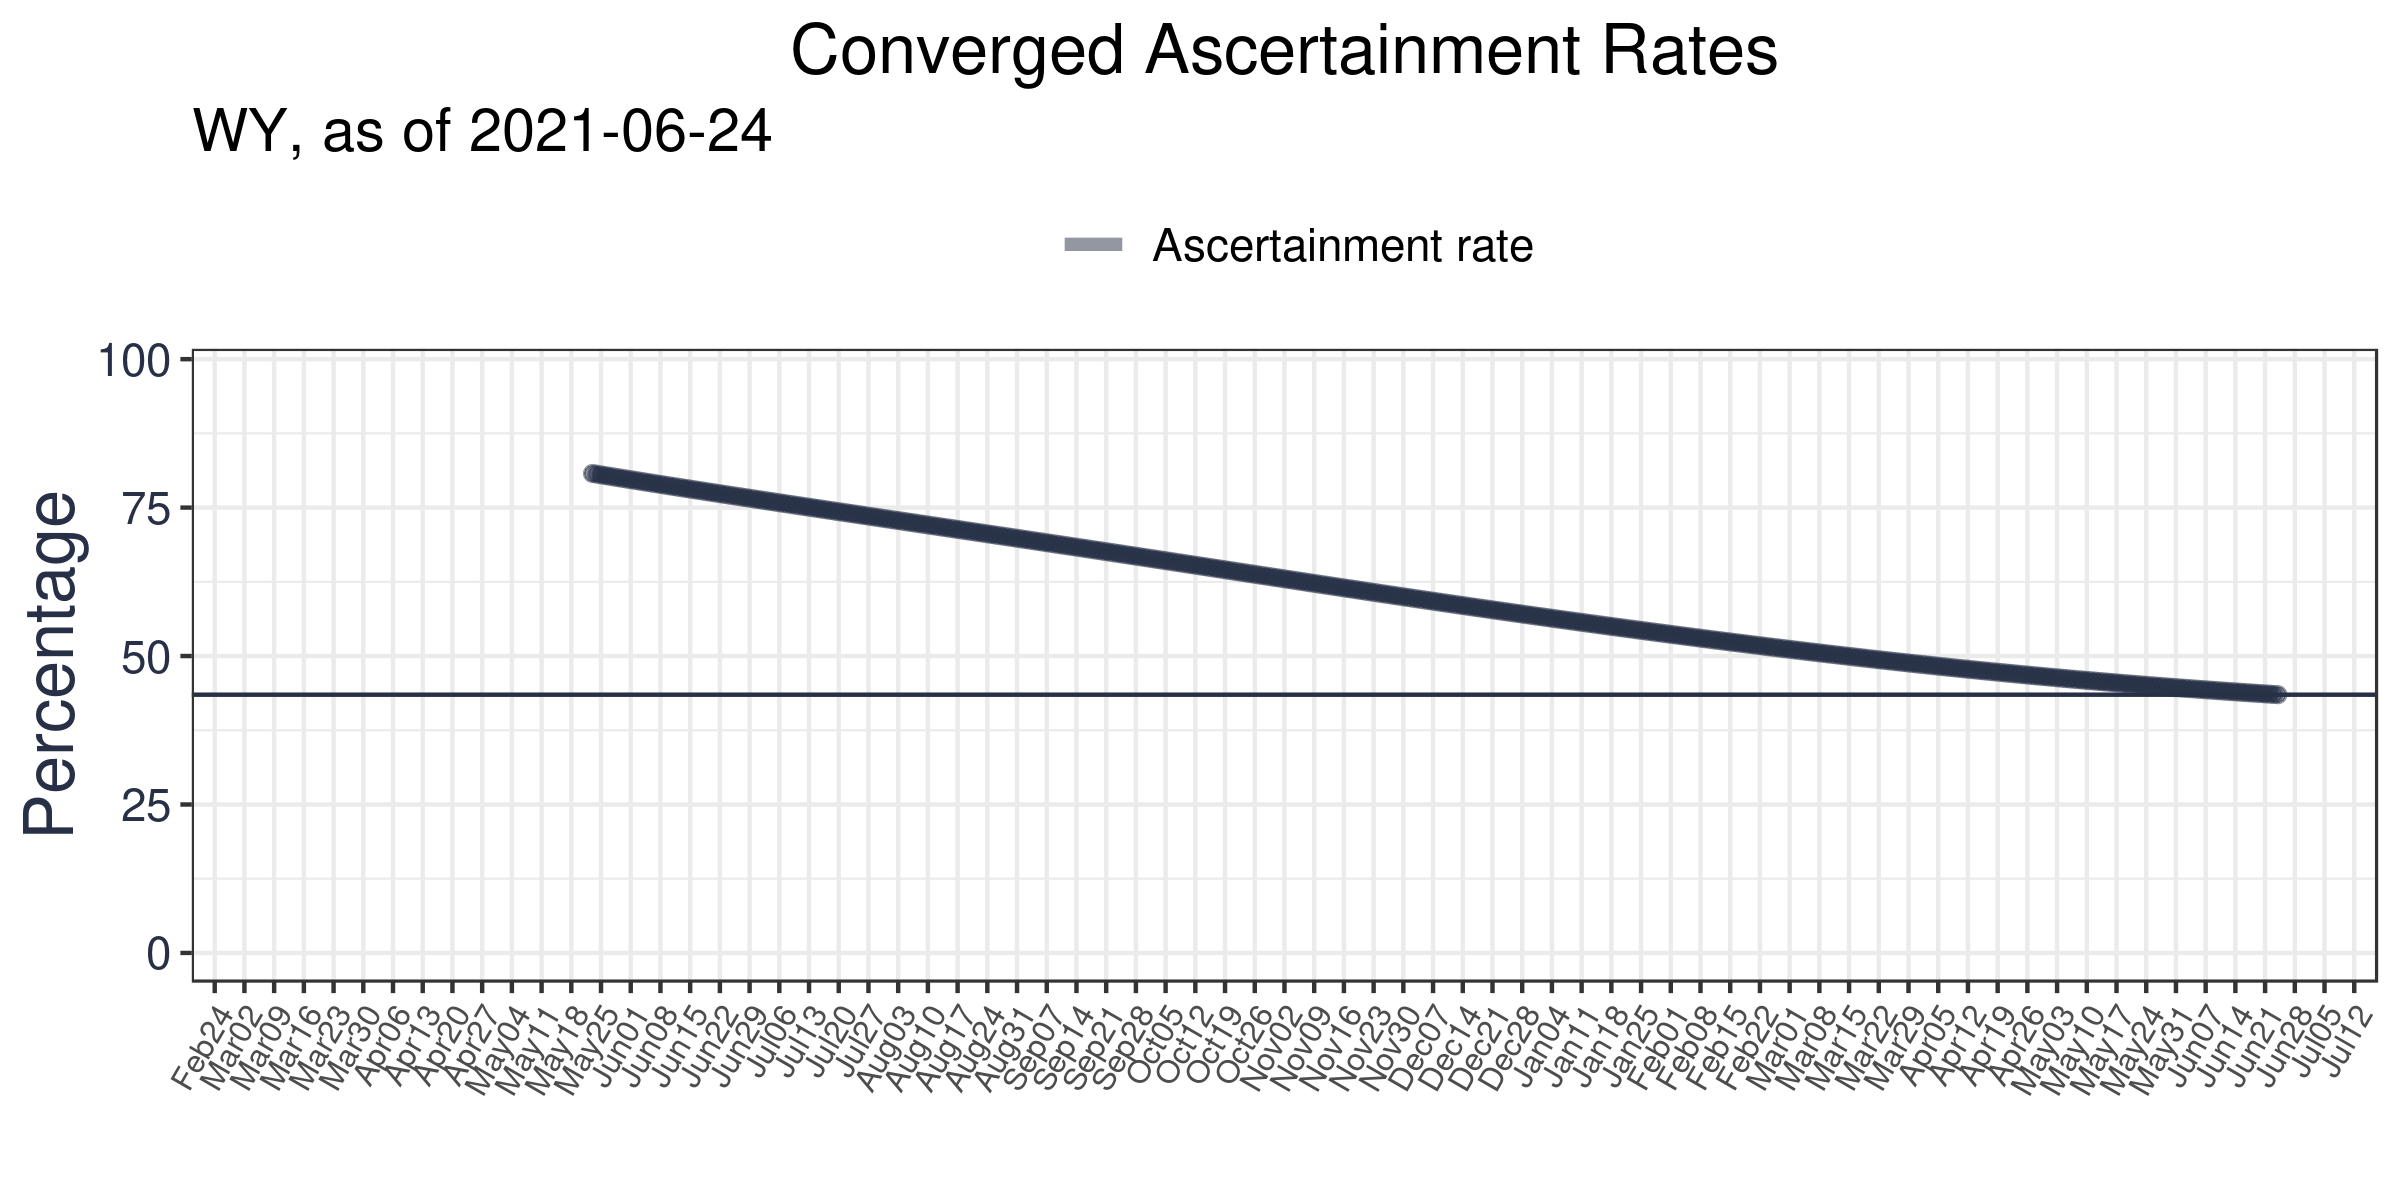 Converged Ascertainment Rates
WY, as of 2021-06-24
Ascertainment rate
Percentage
100
75
50
25
0
Feb24 Mar02 Mar09 Mar16 Mar23 Mar30 Apr06 Apr13 Apr20 Apr27 May04 May11 May18 May25 Jun01 Jun08 Jun15 Jun22 Jun29 Jul06 Jul13 Jul20 Jul27 Aug03 Aug10 Aug17 Aug24 Aug31 Sep07 Sep14 Sep21 Sep28 Oct05 Oct12 Oct19 Oct26 Nov02 Nov09 Nov16 Nov23 Nov30 Dec07 Dec14 Dec21 Dec28 Jan04 Jan11 Jan18 Jan25 Feb01 Feb08 Feb15 Feb22 Mar01 Mar08 Mar15 Mar22 Mar29 Apr05 Apr12 Apr19 Apr26 May03 May10 May17 May24 May31 Jun07 Jun14 Jun21 Jun28 Jul05 Jul12